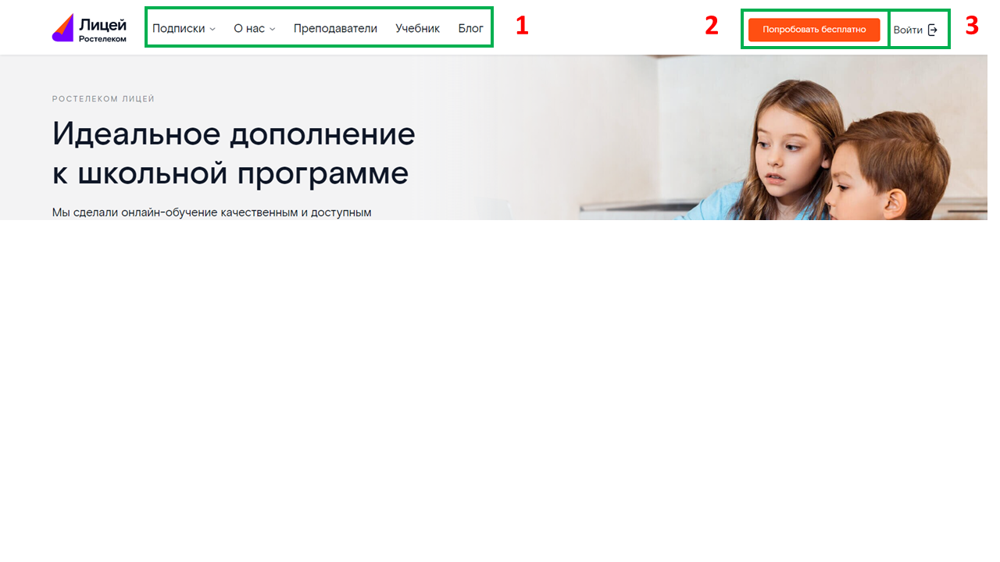 Лицей
Ростелеком
Подписки О нас Преподаватели Учебник Блог 1 2 Попробовать бесплатно Войти 3
РОСТЕЛЕКОМ ЛИЦЕЙ
Идеальное дополнение
к школьной программе
Мы сделали онлайн-обучение качественным и доступным